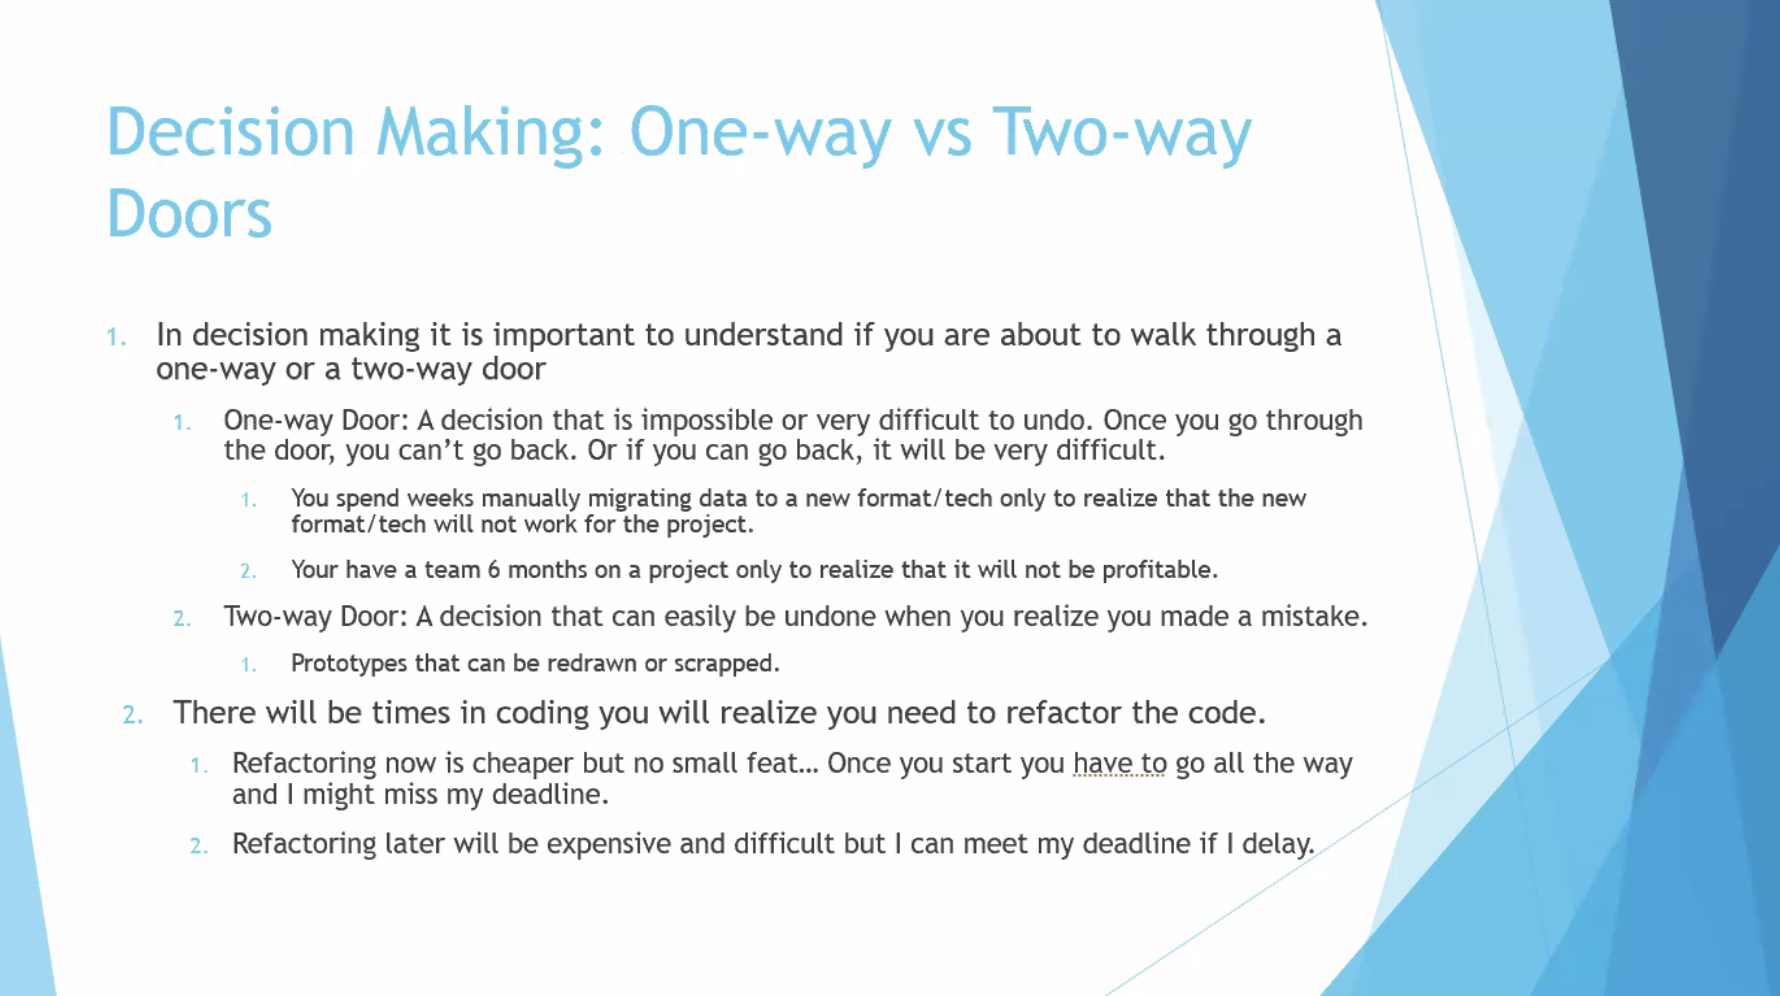 Decision Making: One-way vs Two-way
Doors
1. In decision making it is important to understand if you are about to walk through a
one-way or a two-way door
1. One-way Door: A decision that is impossible or very difficult to undo. Once you go through
the door, you can’t go back. Or if you can go back, it will be very difficult.
1. You spend weeks manually migrating data to a new format/tech only to realize that the new
format/tech will not work for the project.
2. Your have a team 6 months on a project only to realize that it will not be profitable.
2. Two-way Door: A decision that can easily be undone when you realize you made a mistake.
1. Prototypes that can be redrawn or scrapped.
2. There will be times in coding you will realize you need to refactor the code.
1. Refactoring now is cheaper but no small feat… Once you start you have to go all the way
and I might miss my deadline.
2. Refactoring later will be expensive and difficult but I can meet my deadline if I delay.